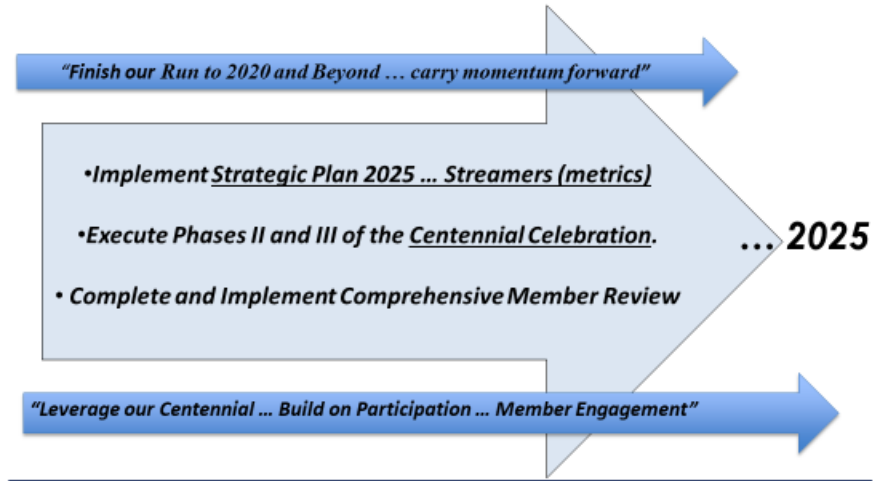 “Finish our Run to 2020 and Beyond … carry momentum forward”
•Implement Strategic Plan 2025 … Streamers (metrics)
•Execute Phases II and III of the Centennial Celebration.
… 2025
• Complete and Implement Comprehensive Member Review
“Leverage our Centennial … Build on Participation … Member Engagement”